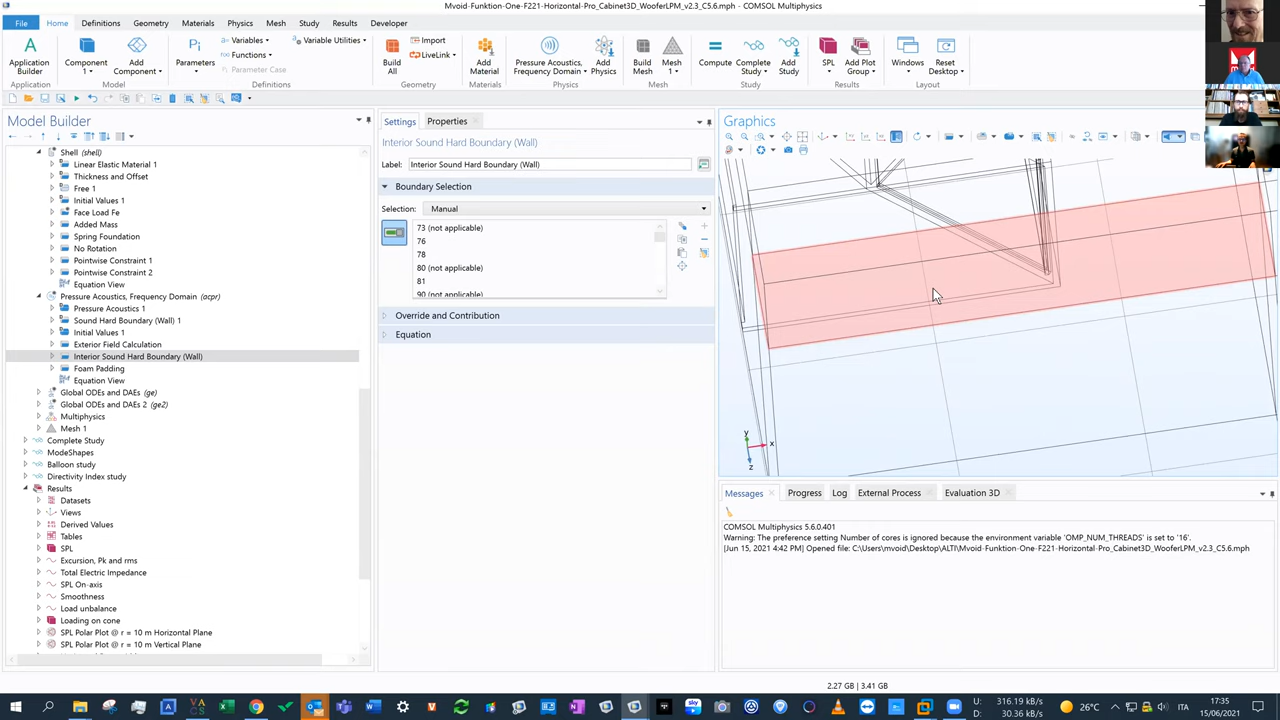 Mvoid-Funktion-One-F221-Horizontal-Pro_Cabinet3D_WooferLPM_v2.3_C5.6.mph - COMSOL Multiphysics
File Home Definitions Geometry Materials Physics Mesh Study Results Developer
Application Builder
Component 1
Add Component
Parameters
Variables
Functions
Parameter Case
Variable Utilities
Build All
Import
LiveLink
Add Material
Pressure Acoustics, Frequency Domain
Add Physics
Build Mesh
Mesh 1
Compute
Complete Study
Add Study
SPL
Add Plot Group
Windows
Reset Desktop
Application Model Definitions Geometry Materials Physics Mesh Study Results Layout
Model Builder
Shell (shell)
Linear Elastic Material 1
Thickness and Offset
Free 1
Initial Values 1
Face Load Fe
Added Mass
Spring Foundation
No Rotation
Pointwise Constraint 1
Pointwise Constraint 2
Equation View
Pressure Acoustics, Frequency Domain (acpr)
Pressure Acoustics 1
Sound Hard Boundary (Wall) 1
Initial Values 1
Exterior Field Calculation
Interior Sound Hard Boundary (Wall)
Foam Padding
Equation View
Global ODEs and DAEs (ge)
Global ODEs and DAEs 2 (ge2)
Multiphysics
Mesh 1
Complete Study
ModeShapes
Balloon study
Directivity Index study
Results
Datasets
Views
Derived Values
Tables
SPL
Excursion, Pk and rms
Total Electric Impedance
SPL On-axis
Smoothness
Load unbalance
Loading on cone
SPL Polar Plot @ r = 10 m Horizontal Plane
SPL Polar Plot @ r = 10 m Vertical Plane
Settings Properties
Interior Sound Hard Boundary (Wall)
Label: Interior Sound Hard Boundary (Wall)
Boundary Selection
Selection: Manual
73 (not applicable)
76
78
80 (not applicable)
81
90 (not applicable)
Override and Contribution
Equation
Graphics
y
x
z
Messages Progress Log External Process Evaluation 3D
COMSOL Multiphysics 5.6.0.401
Warning: The preference setting Number of cores is ignored because the environment variable 'OMP_NUM_THREADS' is set to '16'.
[Jun 15, 2021 4:42 PM] Opened file: C:\Users\mvoid\Desktop\ALTI\Mvoid-Funktion-One-F221-Horizontal-Pro_Cabinet3D_WooferLPM_v2.3_C5.6.mph
2.27 GB | 3.41 GB
U: 316.19 kB/s
D: 30.36 kB/s
26°C
ITA
17:35
15/06/2021